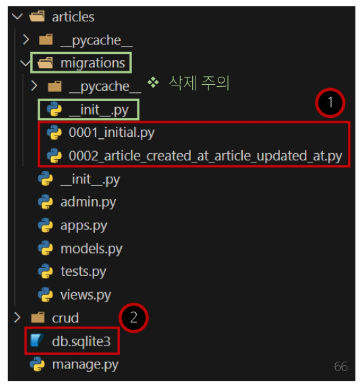 articles
__pycache__
migrations
__pycache__ ❖ 삭제 주의
__init__.py
1
0001_initial.py
0002_article_created_at_article_updated_at.py
__init__.py
admin.py
apps.py
models.py
tests.py
views.py
crud
2
db.sqlite3
manage.py
66